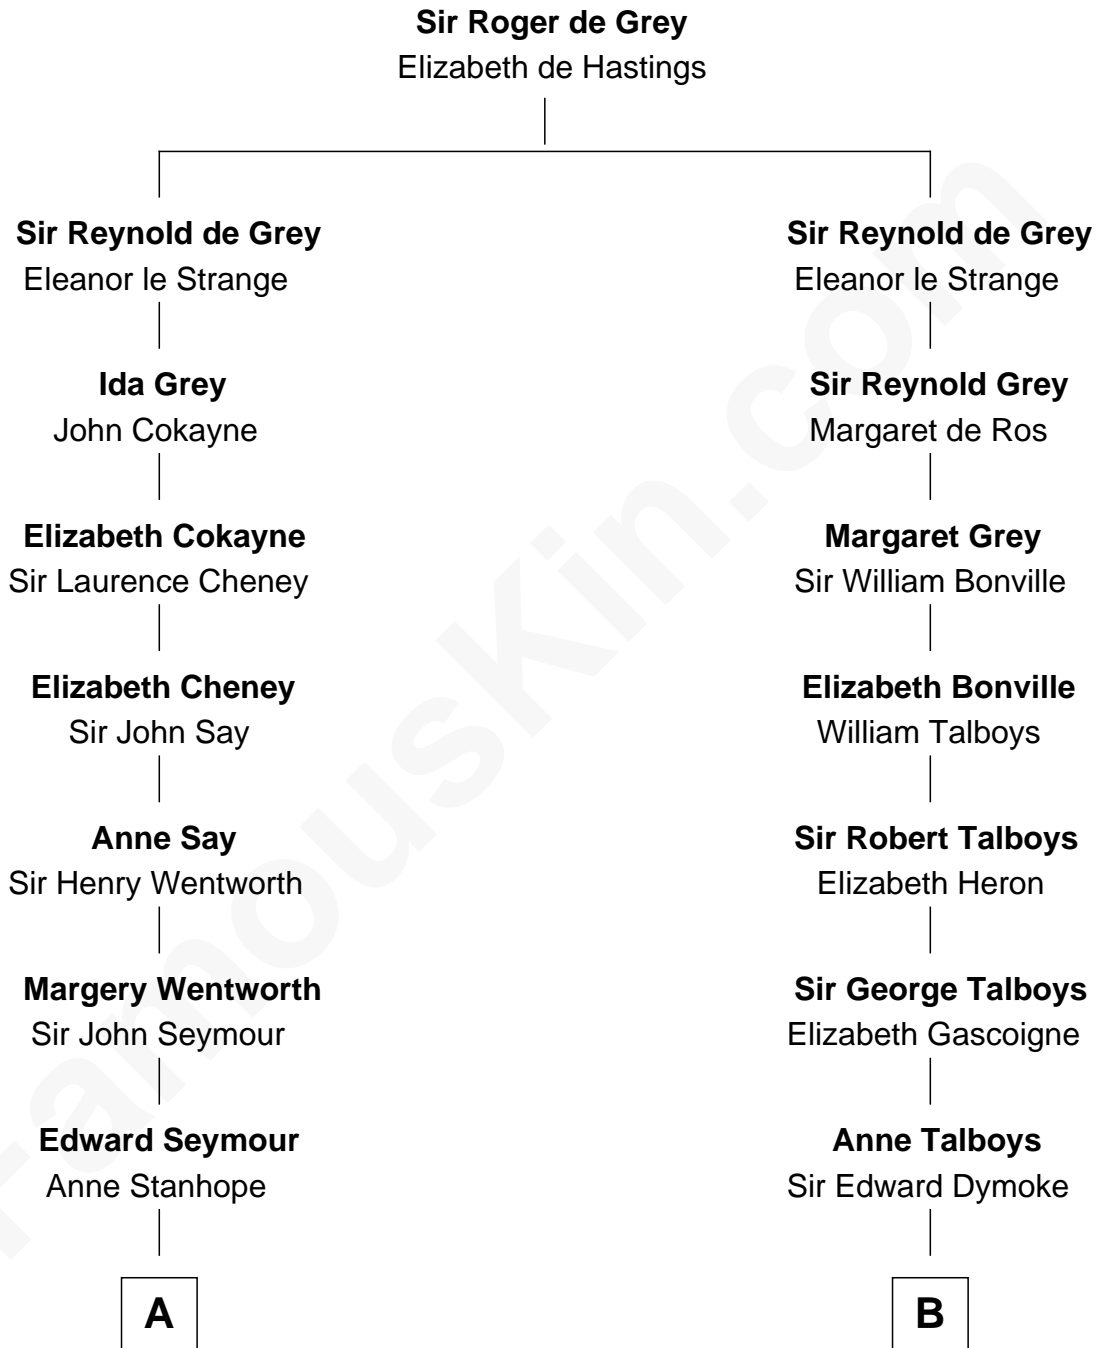 Sir Roger de Grey
Elizabeth de Hastings
Sir Reynold de Grey
Eleanor le Strange
Sir Reynold de Grey
Eleanor le Strange
Ida Grey
John Cokayne
Sir Reynold Grey
Margaret de Ros
Elizabeth Cokayne
Sir Laurence Cheney
Margaret Grey
Sir William Bonville
Elizabeth Cheney
Sir John Say
Elizabeth Bonville
William Talboys
Anne Say
Sir Henry Wentworth
Sir Robert Talboys
Elizabeth Heron
Margery Wentworth
Sir John Seymour
Sir George Talboys
Elizabeth Gascoigne
Edward Seymour
Anne Stanhope
Anne Talboys
Sir Edward Dymoke
A
B
FamousKin.com